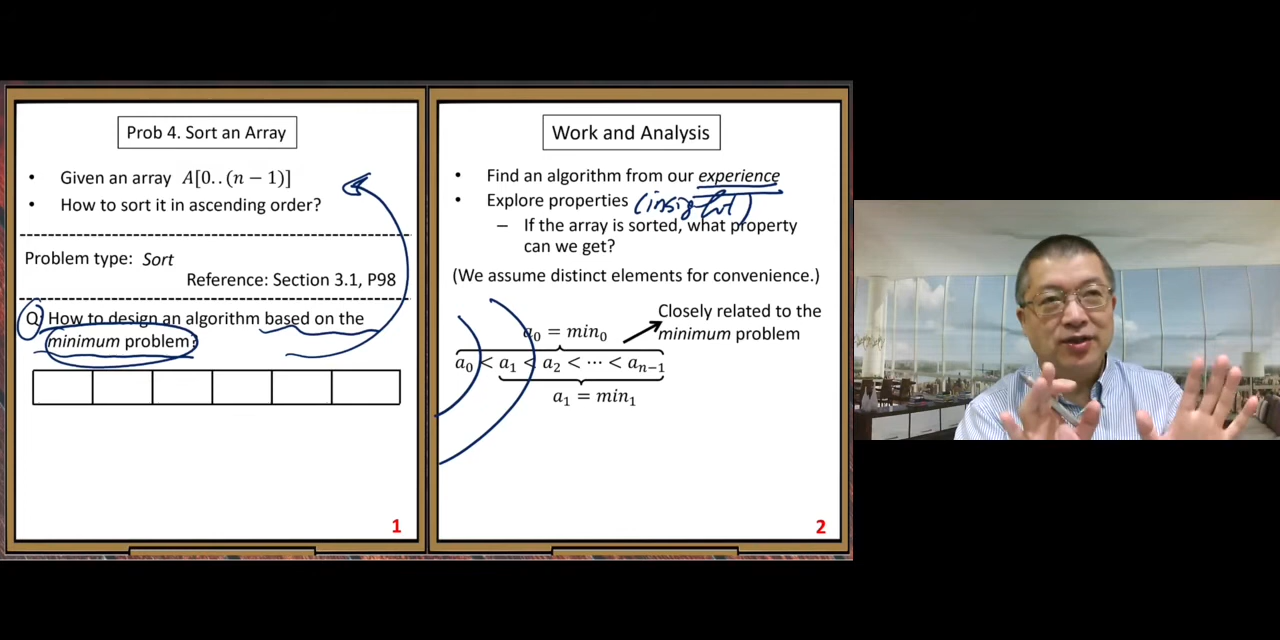 Prob 4. Sort an Array
• Given an array A[0..(n − 1)]
• How to sort it in ascending order?
Problem type: Sort
Reference: Section 3.1, P98
Q: How to design an algorithm based on the
minimum problem?
1
Work and Analysis
• Find an algorithm from our experience
• Explore properties (insightful)
– If the array is sorted, what property
can we get?
(We assume distinct elements for convenience.)
Closely related to the
minimum problem
a₀ = min₀
a₀ < a₁ < a₂ < ⋯ < aₙ₋₁
a₁ = min₁
2